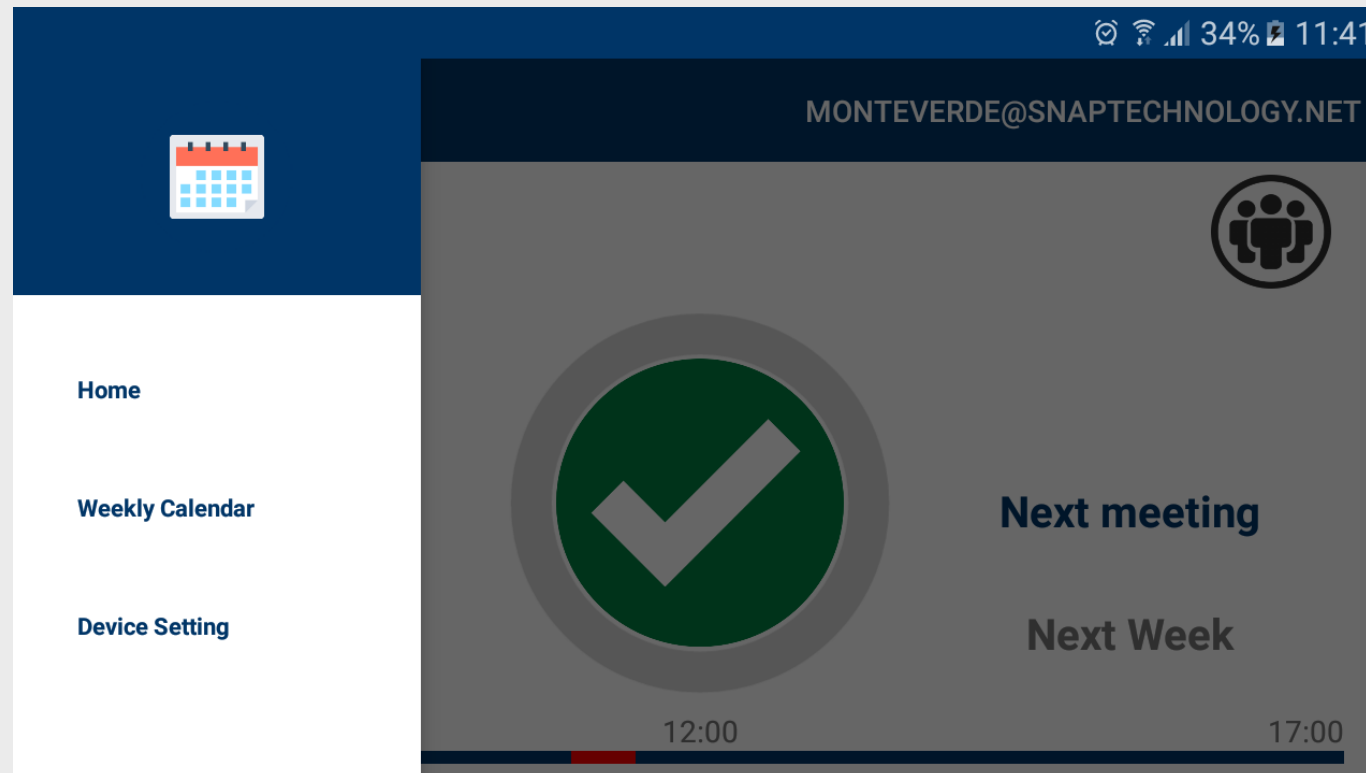 34% 11:41
MONTEVERDE@SNAPTECHNOLOGY.NET
Home
Weekly Calendar
Device Setting
Next meeting
Next Week
12:00 17:00